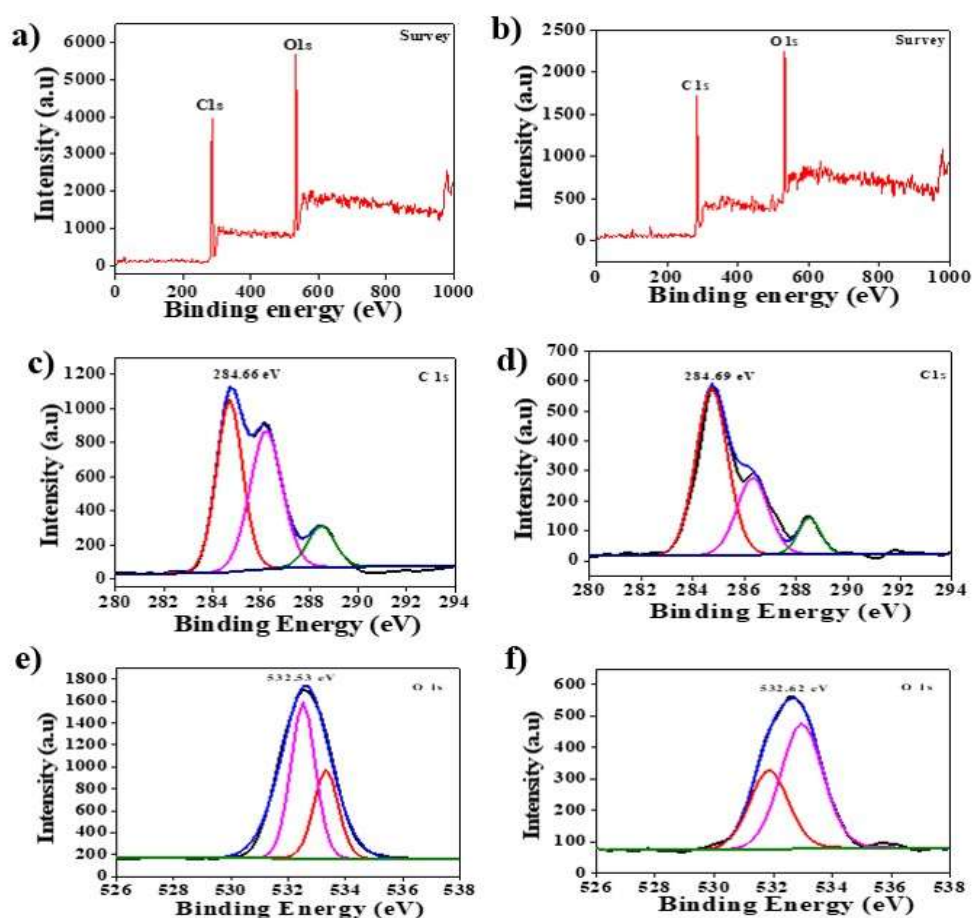 a)
Survey
O1s
C1s
6000
5000
4000
3000
2000
1000
0
Intensity (a.u)
0 200 400 600 800 1000
Binding energy (eV)
b)
Survey
O1s
C1s
2500
2000
1500
1000
500
0
Intensity (a.u)
0 200 400 600 800 1000
Binding energy (eV)
c)
284.66 eV
C 1s
1200
1000
800
600
400
200
0
Intensity (a.u)
280 282 284 286 288 290 292 294
Binding Energy (eV)
d)
284.69 eV
C1s
700
600
500
400
300
200
100
0
Intensity (a.u)
280 282 284 286 288 290 292 294
Binding Energy (eV)
e)
532.53 eV
O 1s
1800
1600
1400
1200
1000
800
600
400
200
0
Intensity (a.u)
526 528 530 532 534 536 538
Binding Energy (eV)
f)
532.62 eV
O 1s
600
500
400
300
200
100
0
Intensity (a.u)
526 528 530 532 534 536 538
Binding Energy (eV)